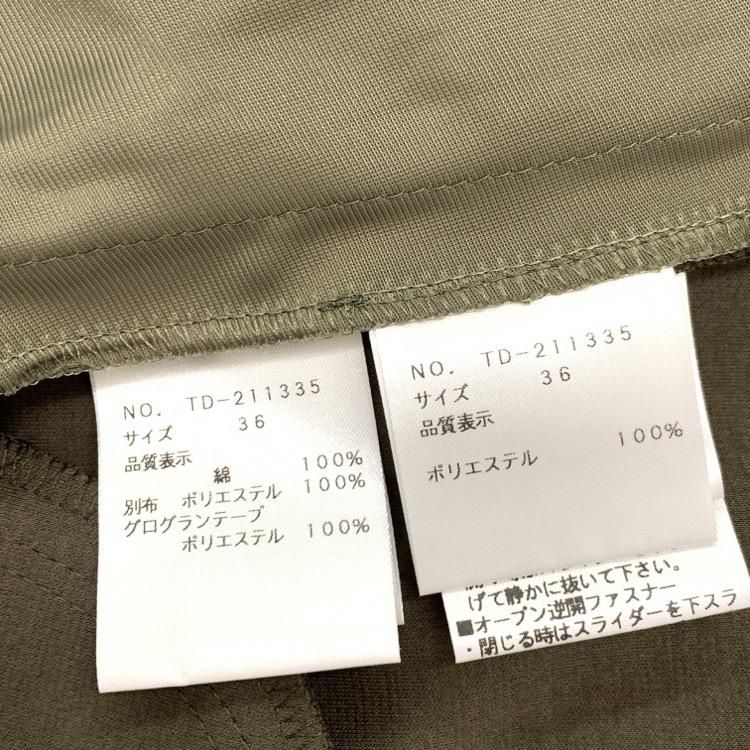 NO. TD-211335
サイズ 36
品質表示
綿 100%
別布 ポリエステル 100%
グログランテープ
ポリエステル 100%
NO. TD-211335
サイズ 36
品質表示
ポリエステル 100%
げて静かに抜いて下さい。
■オープン逆開ファスナー
・閉じる時はスライダーを下スラ